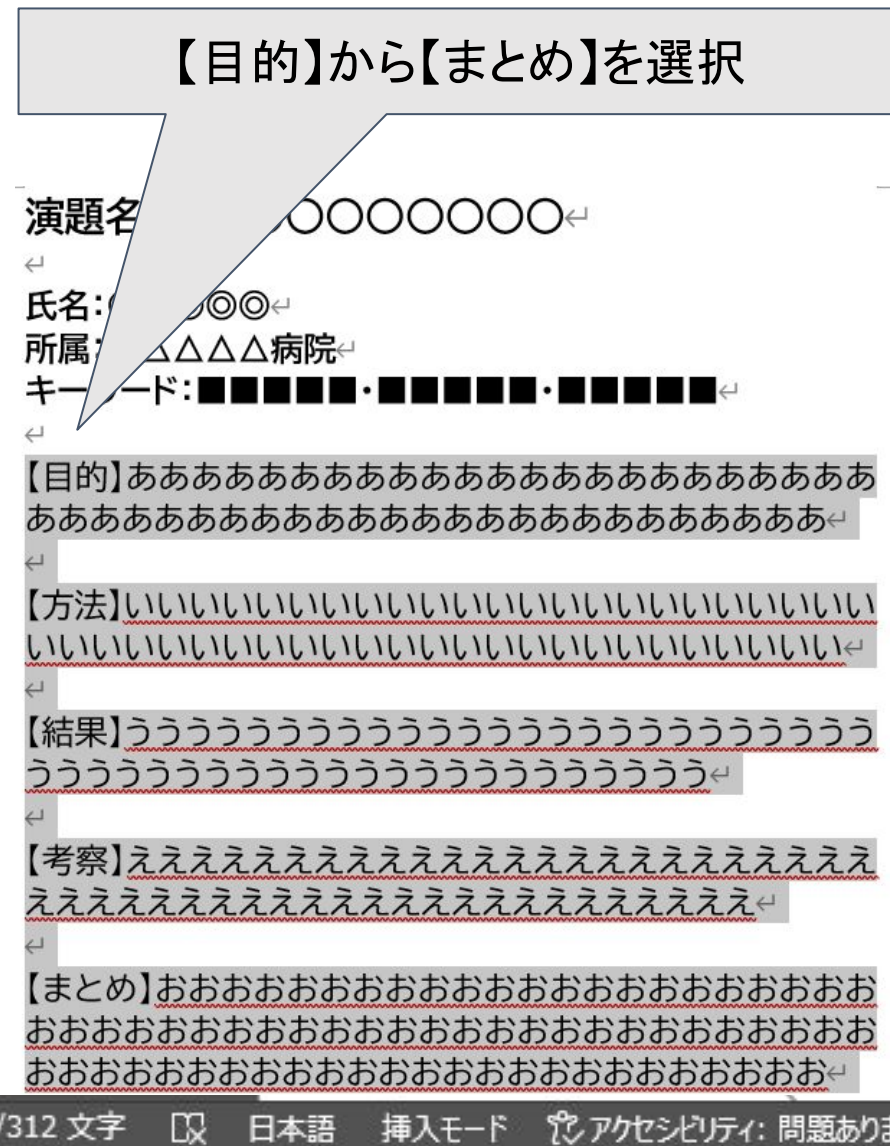 【目的】から【まとめ】を選択
演題名 〇〇〇〇〇〇〇〇
氏名： ◎◎
所属： △△△△病院
キー ード：■■■■■・■■■■■・■■■■■
【目的】あああああああああああああああああああああああ
あああああああああああああああああああああああああ
【方法】いいいいいいいいいいいいいいいいいいいいいいい
いいいいいいいいいいいいいいいいいいいいいいいいい
【結果】ううううううううううううううううううううううううう
ううううううううううううううううううううううう
【考察】ええええええええええええええええええええええええ
ええええええええええええええええええええええええ
【まとめ】おおおおおおおおおおおおおおおおおおおおおお
おおおおおおおおおおおおおおおおおおおおおおおおおお
おおおおおおおおおおおおおおおおおおおおおおおおお
/312 文字 日本語 挿入モード アクセシビリティ: 問題あり